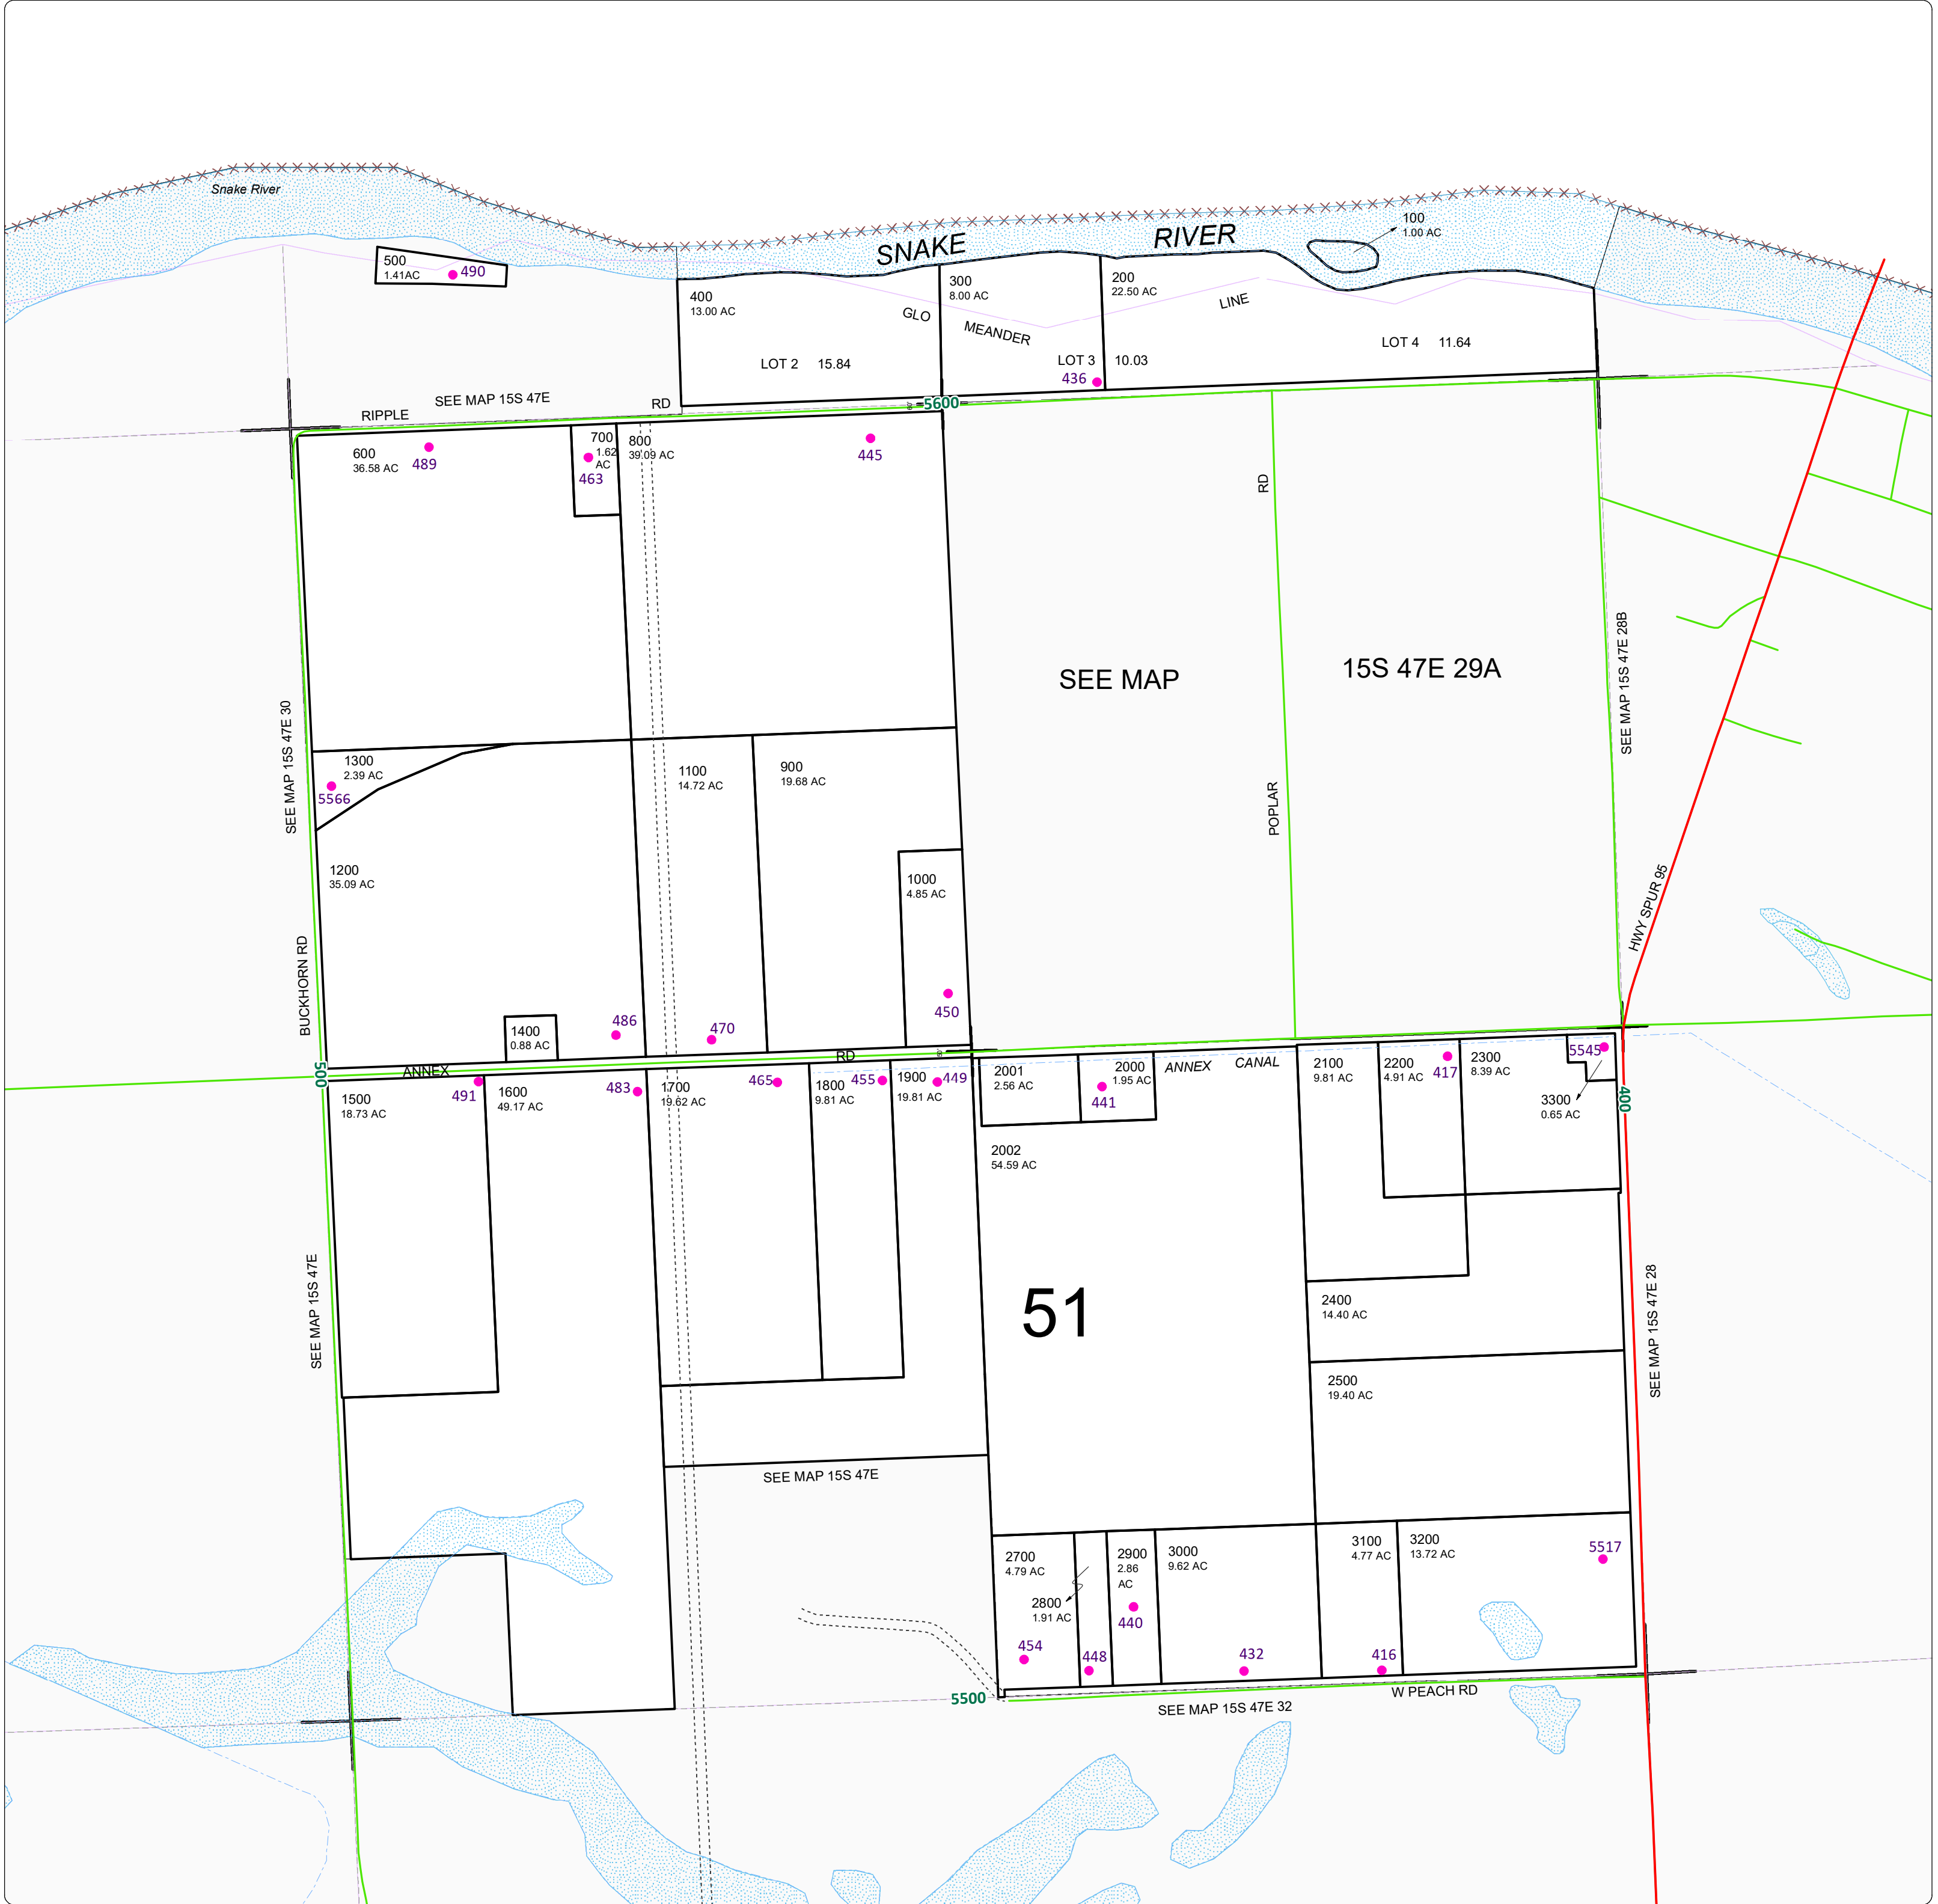 Snake River
SNAKE RIVER
100
1.00 AC
500
1.41AC
490
400
13.00 AC
300
8.00 AC
200
22.50 AC
GLO MEANDER LINE
LOT 2 15.84
LOT 3 10.03
LOT 4 11.64
436
SEE MAP 15S 47E
RIPPLE RD
5600
600
36.58 AC
489
700
1.62
AC
463
800
39.09 AC
445
RD
POPLAR
SEE MAP 15S 47E 29A
SEE MAP 15S 47E 28B
SEE MAP 15S 47E 30
1300
2.39 AC
5566
1100
14.72 AC
900
19.68 AC
1200
35.09 AC
1000
4.85 AC
450
HWY SPUR 95
BUCKHORN RD
1400
0.88 AC
486
470
ANNEX RD
500
1500
18.73 AC
491
1600
49.17 AC
483
1700
19.62 AC
465
1800
9.81 AC
455
1900
19.81 AC
449
2001
2.56 AC
2000
1.95 AC
441
ANNEX CANAL
2100
9.81 AC
2200
4.91 AC
417
2300
8.39 AC
5545
3300
0.65 AC
400
2002
54.59 AC
51
SEE MAP 15S 47E
SEE MAP 15S 47E 28
2400
14.40 AC
2500
19.40 AC
SEE MAP 15S 47E
2700
4.79 AC
454
2800
1.91 AC
448
2900
2.86
AC
440
3000
9.62 AC
432
3100
4.77 AC
416
3200
13.72 AC
5517
5500
W PEACH RD
SEE MAP 15S 47E 32